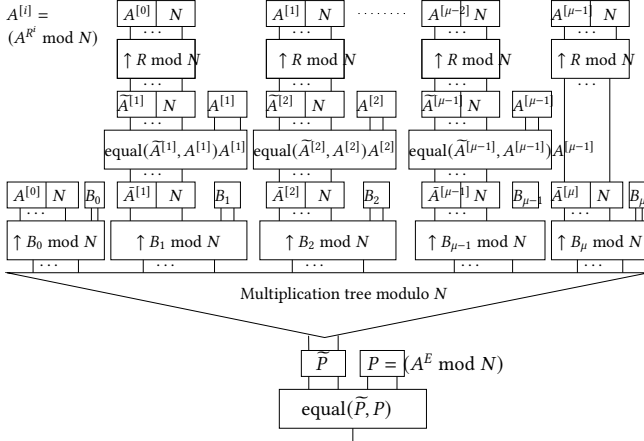 A^[i] = A^[0] N A^[1] N ········ A^[μ-2] N A^[μ-1] N
(A^{R^i} mod N)
··· ··· ··· ···
↑ R mod N ↑ R mod N ↑ R mod N ↑ R mod N
··· ··· ··· ···
Ã^[1] N A^[1] Ã^[2] N A^[2] Ã^[μ-1] N A^[μ-1]
··· ··· ···
equal(Ã^[1], A^[1])A^[1] equal(Ã^[2], A^[2])A^[2] equal(Ã^[μ-1], A^[μ-1])A^[μ-1]
··· ··· ···
A^[0] N B_0 Ā^[1] N B_1 Ā^[2] N B_2 Ā^[μ-1] N B_{μ-1} Ā^[μ] N B_μ
··· ··· ··· ··· ···
↑ B_0 mod N ↑ B_1 mod N ↑ B_2 mod N ↑ B_{μ-1} mod N ↑ B_μ mod N
··· ··· ··· ··· ···
Multiplication tree modulo N
P̃ P = (A^E mod N)
equal(P̃, P)